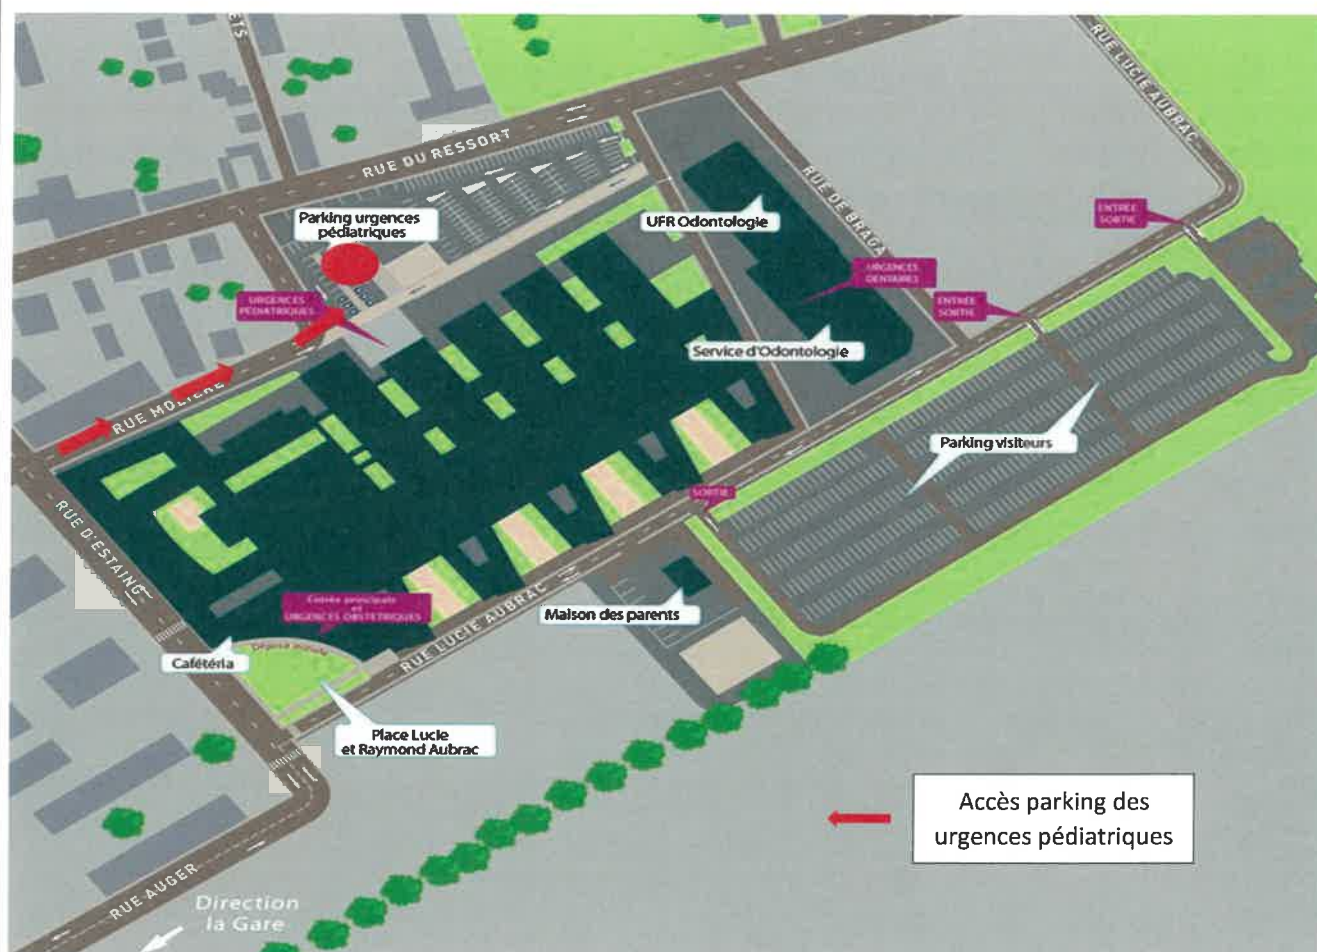 ETS
RUE LUCIE AUBRAC
RUE DU RESSORT
Parking urgences
pédiatriques
UFR Odontologie
RUE DE BRAGA
ENTRÉE
SORTIE
URGENCES
DENTAIRES
URGENCES
PÉDIATRIQUES
ENTRÉE
SORTIE
Service d'Odontologie
RUE MOLIÈRE
Parking visiteurs
SORTIE
RUE D'ESTAING
Entrée principale
et
URGENCES OBSTÉTRIQUES
Maison des parents
RUE LUCIE AUBRAC
Dépose minute
Cafétéria
Place Lucie
et Raymond Aubrac
Accès parking des
urgences pédiatriques
RUE AUGER
Direction
la Gare